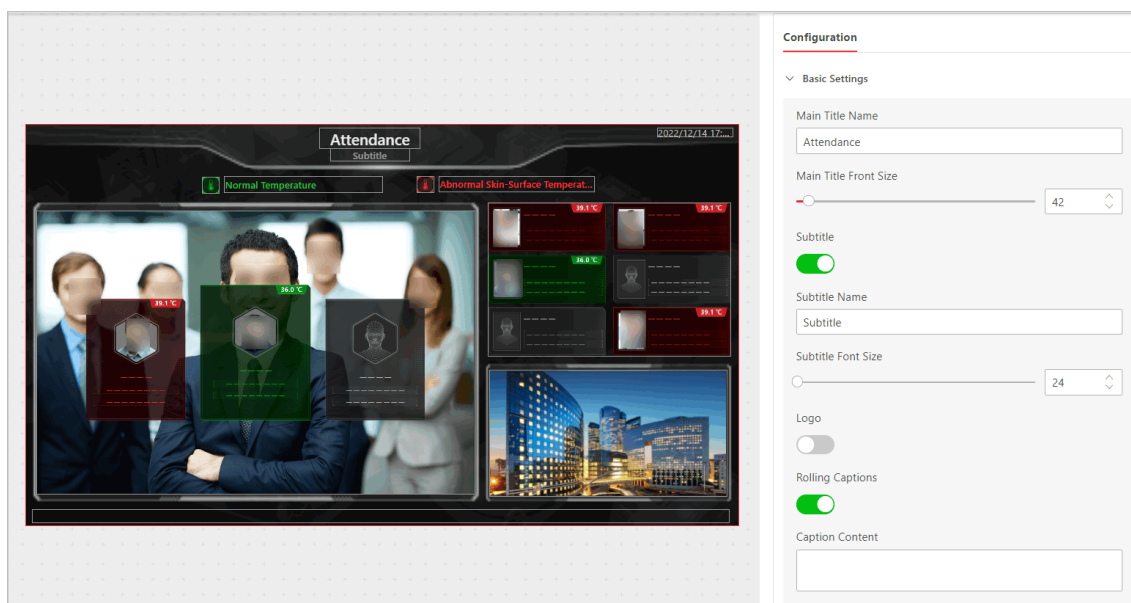 Attendance
Subtitle
2022/12/14 17:...
Normal Temperature
Abnormal Skin-Surface Temperat...
39.1 ℃
39.1 ℃
36.0 ℃
39.1 ℃
39.1 ℃
36.0 ℃
Configuration
Basic Settings
Main Title Name
Attendance
Main Title Front Size
42
Subtitle
Subtitle Name
Subtitle
Subtitle Font Size
24
Logo
Rolling Captions
Caption Content